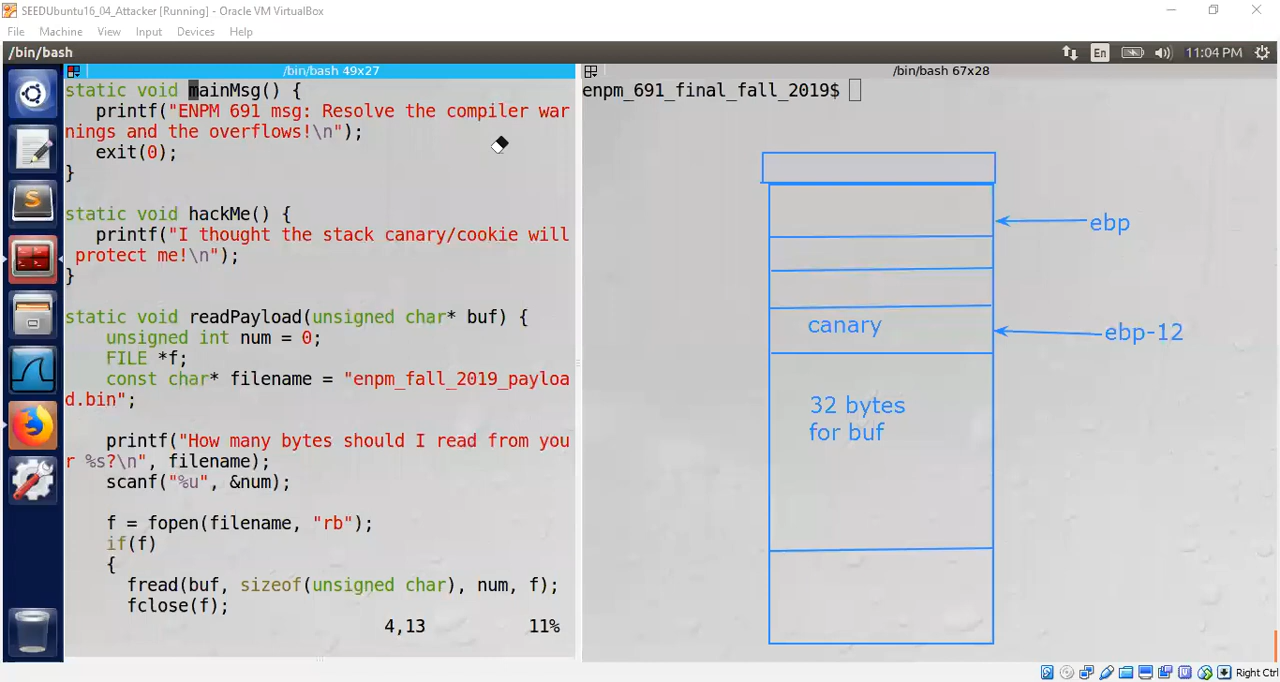 SEEDUbuntu16_04_Attacker [Running] - Oracle VM VirtualBox
File Machine View Input Devices Help
/bin/bash
En
11:04 PM
/bin/bash 49x27
static void mainMsg() {
printf("ENPM 691 msg: Resolve the compiler war
nings and the overflows!\n");
exit(0);
}
static void hackMe() {
printf("I thought the stack canary/cookie will
protect me!\n");
}
static void readPayload(unsigned char* buf) {
unsigned int num = 0;
FILE *f;
const char* filename = "enpm_fall_2019_payloa
d.bin";
printf("How many bytes should I read from you
r %s?\n", filename);
scanf("%u", &num);
f = fopen(filename, "rb");
if(f)
{
fread(buf, sizeof(unsigned char), num, f);
fclose(f);
4,13 11%
/bin/bash 67x28
enpm_691_final_fall_2019$
ebp
canary
ebp-12
32 bytes
for buf
Right Ctrl